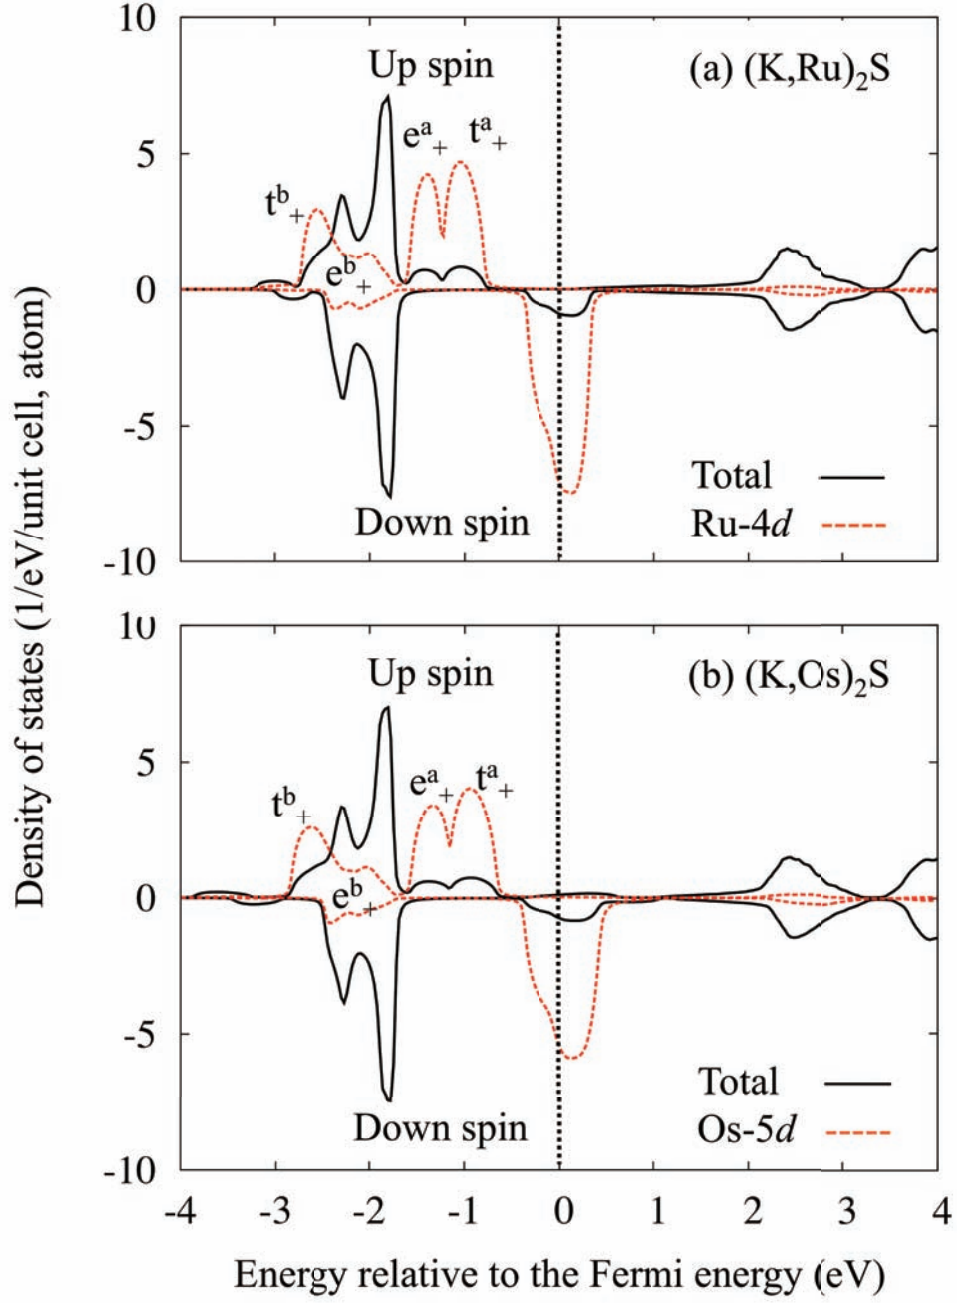 Density of states (1/eV/unit cell, atom)
10
5
0
-5
-10
Up spin
(a) (K,Ru)₂S
tᵇ₊
eᵃ₊
tᵃ₊
eᵇ₊
Down spin
Total
Ru-4d
10
5
0
-5
-10
Up spin
(b) (K,Os)₂S
tᵇ₊
eᵃ₊
tᵃ₊
eᵇ₊
Down spin
Total
Os-5d
-4 -3 -2 -1 0 1 2 3 4
Energy relative to the Fermi energy (eV)